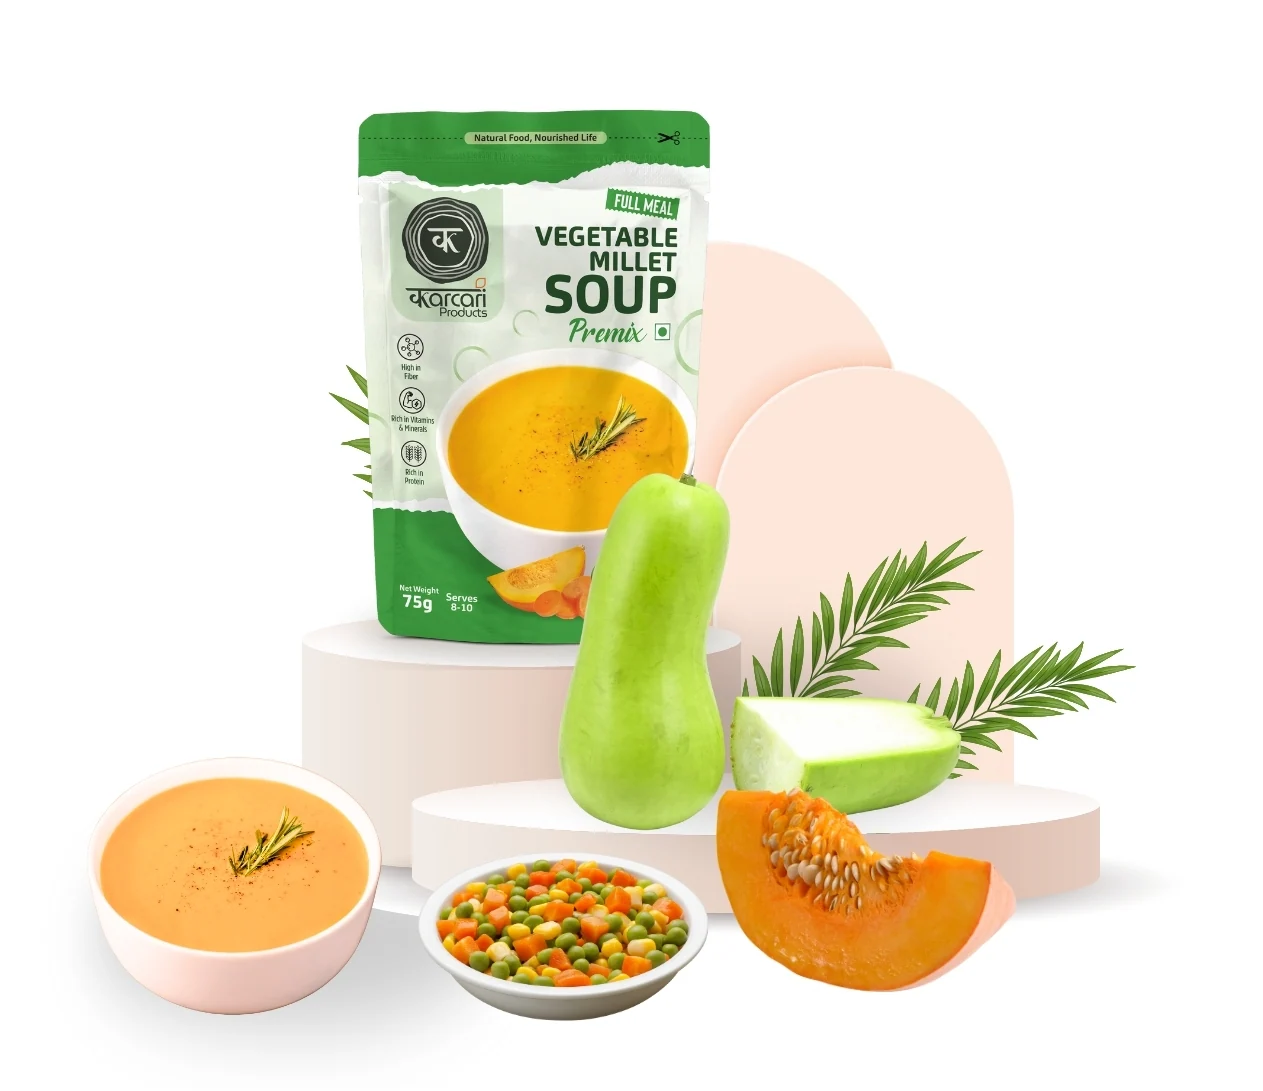 Natural Food, Nourished Life
FULL MEAL
VEGETABLE
MILLET
SOUP
Premix
क
कarcari
Products
High in
Fiber
Rich in Vitamins
& Minerals
Rich in
Protein
Net Weight
75g
Serves
8-10